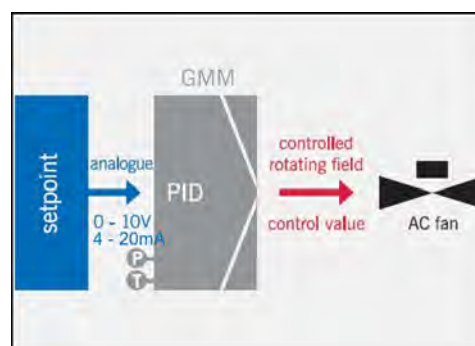 GMM
setpoint
analogue
0 - 10V
4 - 20mA
PID
P
T
controlled
rotating field
control value
AC fan